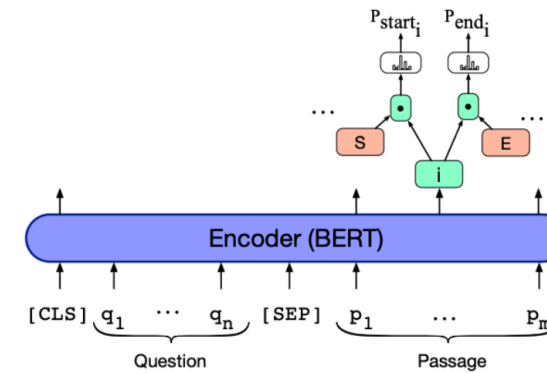 P_start_i P_end_i
... ...
S E
i
Encoder (BERT)
[CLS] q_1 ... q_n [SEP] p_1 ... p_m
Question Passage